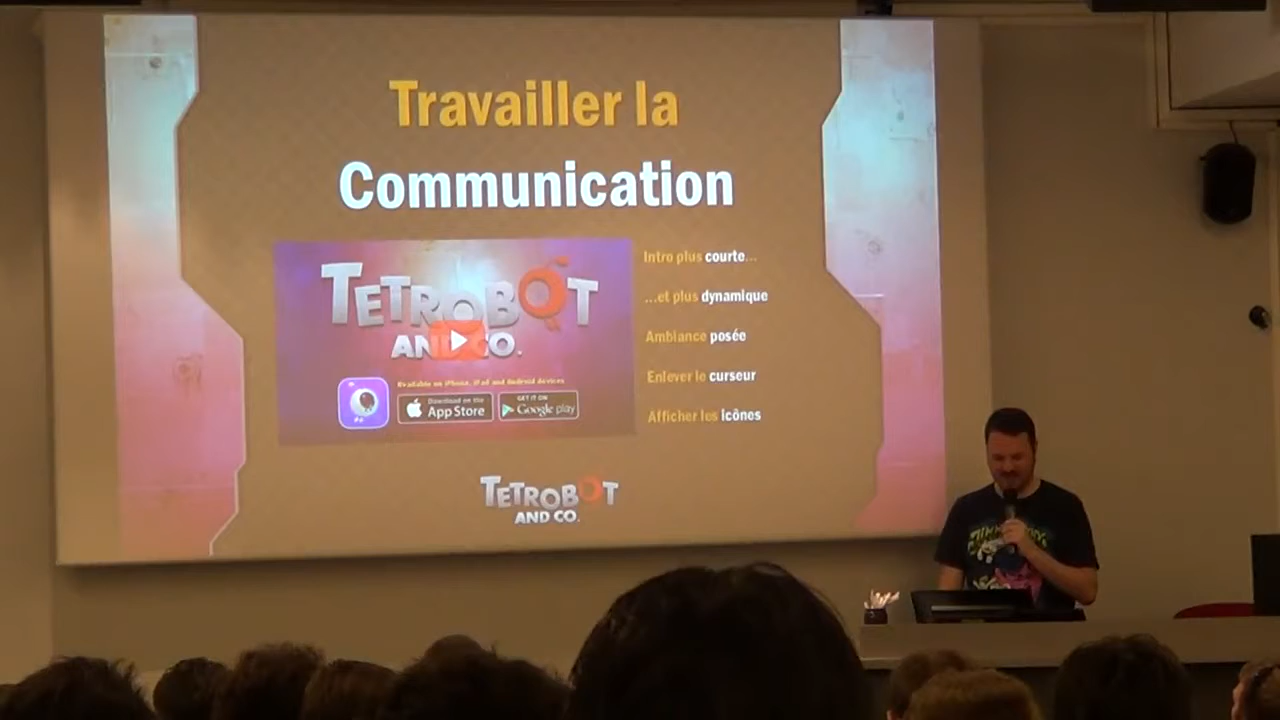 Travailler la
Communication
TETROBOT
AND CO.
Available on iPhone, iPad and Android devices
Download on the
App Store
GET IT ON
Google play
Intro plus courte...
...et plus dynamique
Ambiance posée
Enlever le curseur
Afficher les icônes
TETROBOT
AND CO.